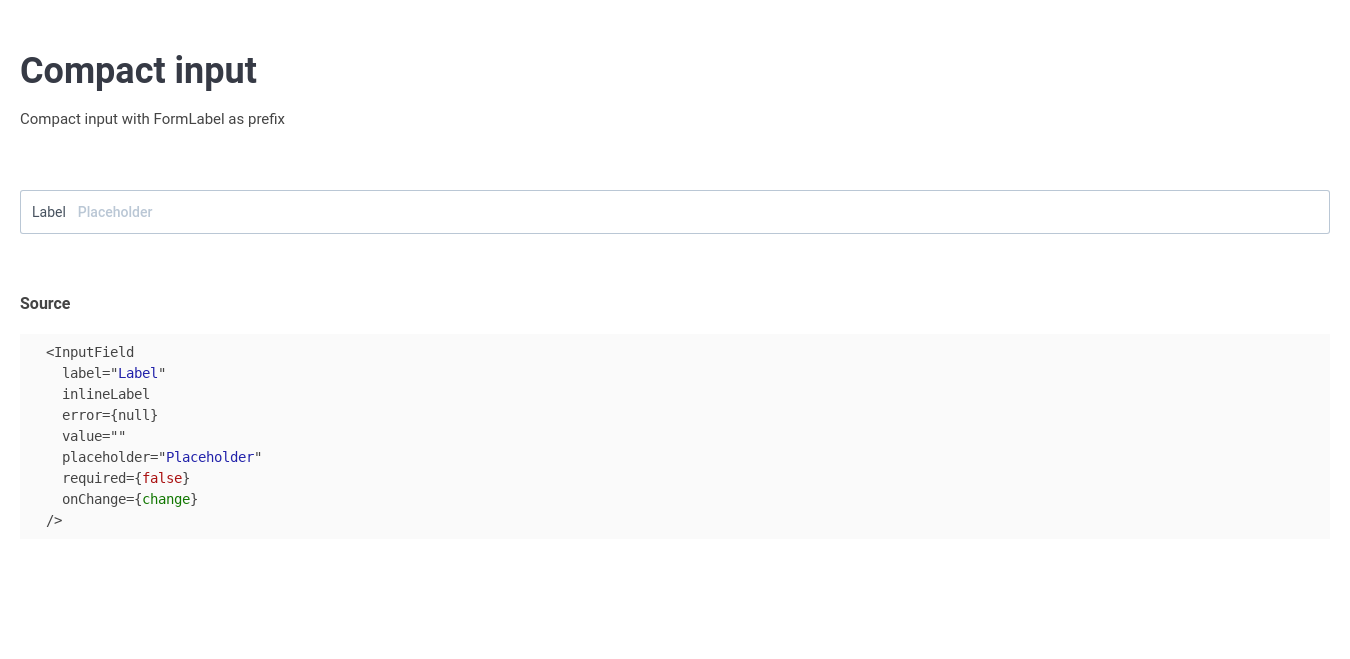 Compact input
Compact input with FormLabel as prefix
Label Placeholder
Source
<InputField
  label="Label"
  inlineLabel
  error={null}
  value=""
  placeholder="Placeholder"
  required={false}
  onChange={change}
/>